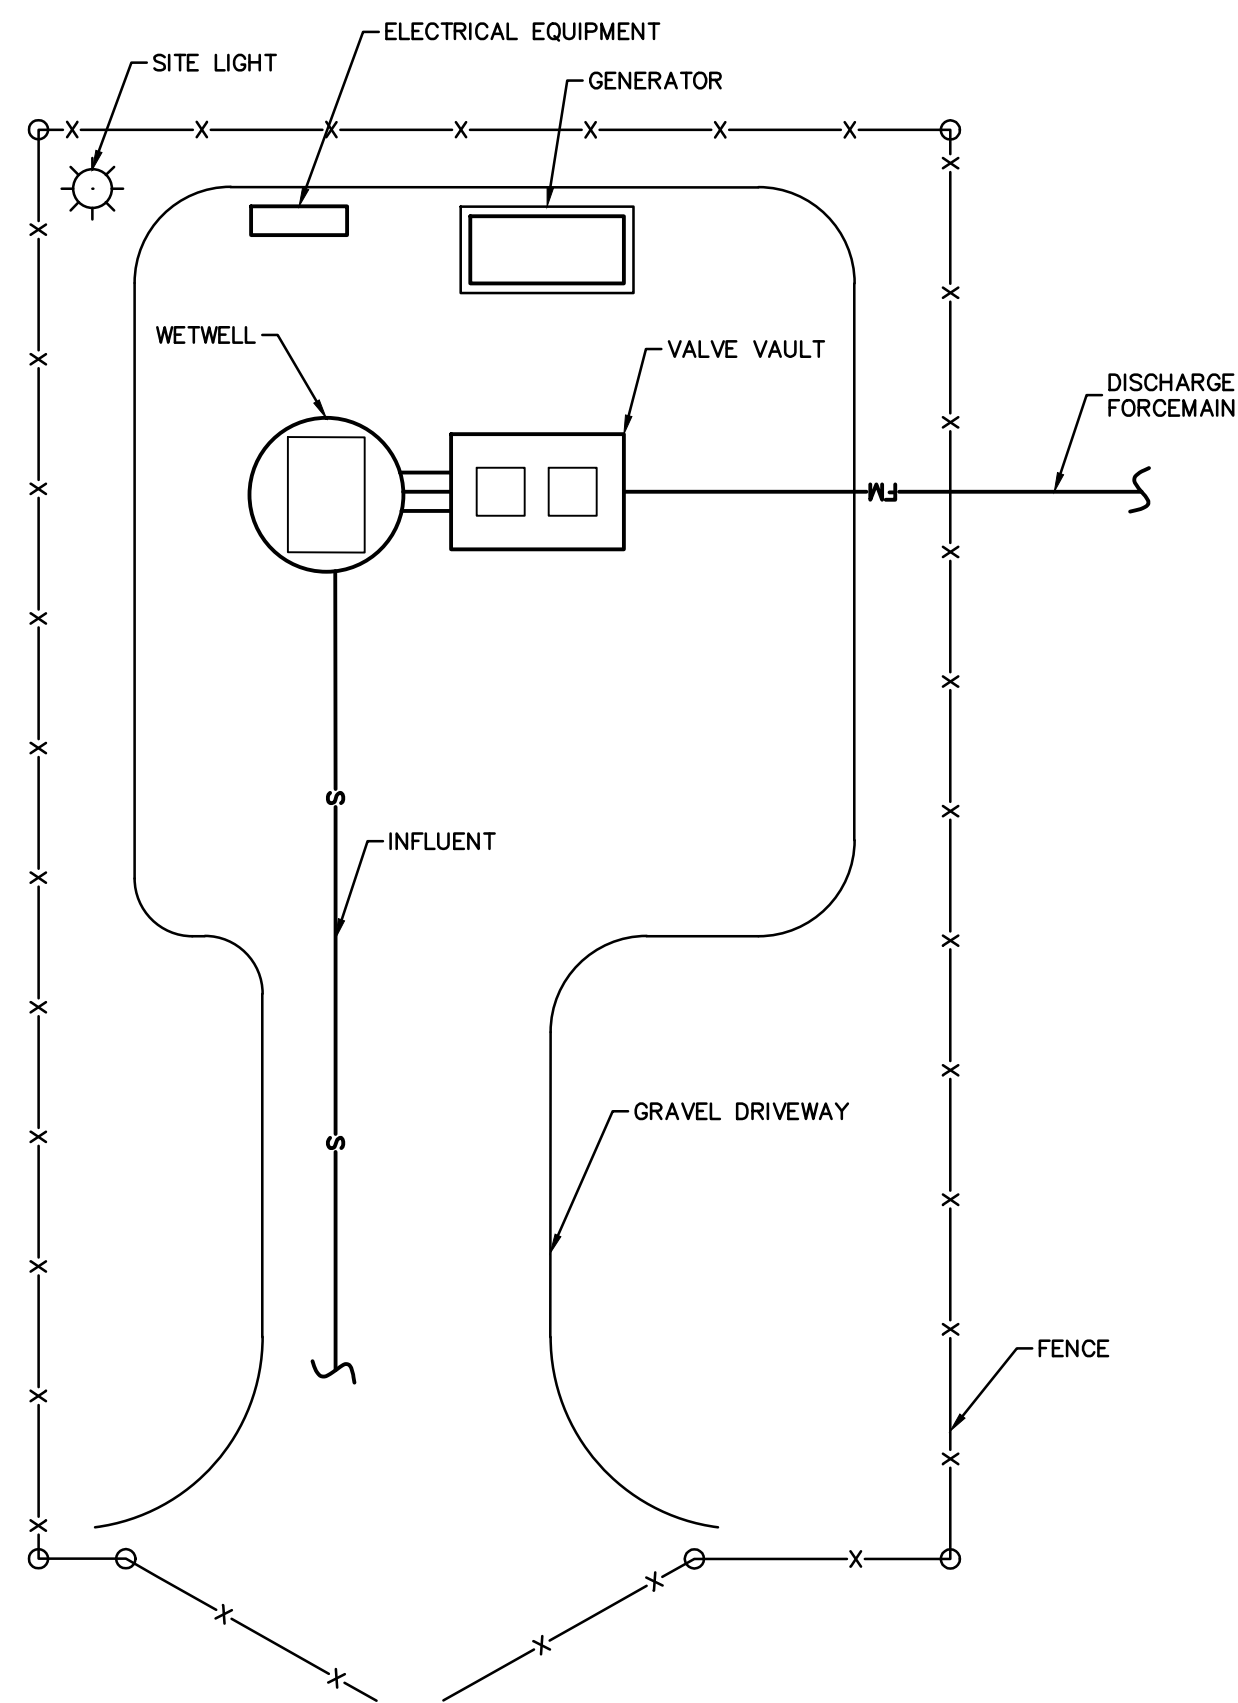 ELECTRICAL EQUIPMENT
SITE LIGHT
GENERATOR
WETWELL
VALVE VAULT
DISCHARGE
FORCEMAIN
FM
S
INFLUENT
GRAVEL DRIVEWAY
S
FENCE